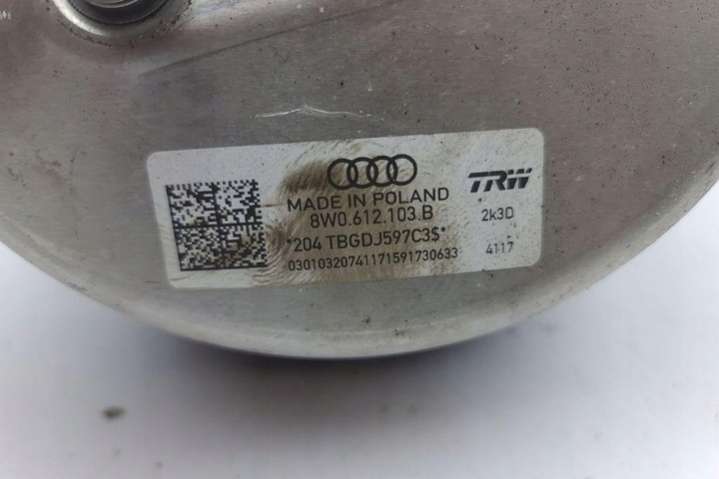 MADE IN POLAND
8W0.612.103.B
*204 TBGDJ597C3$*
03010320741171591730633
TRW
2k3D
4117